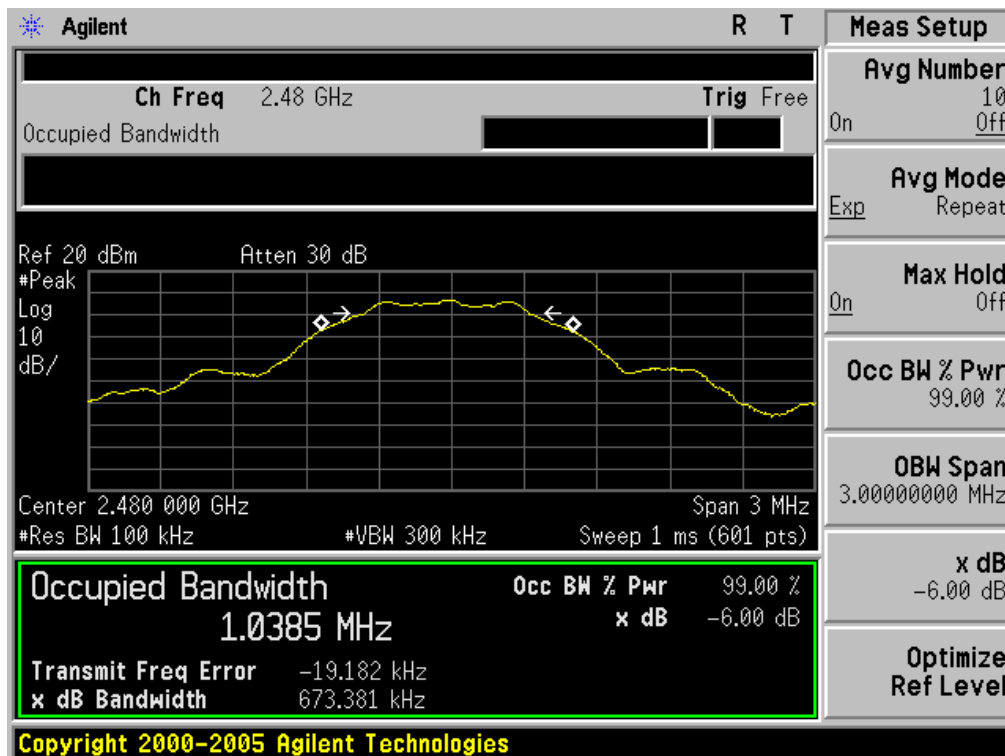 Agilent R T
Ch Freq 2.48 GHz Trig Free
Occupied Bandwidth
Ref 20 dBm Atten 30 dB
#Peak
Log
10
dB/
Center 2.480 000 GHz Span 3 MHz
#Res BW 100 kHz #VBW 300 kHz Sweep 1 ms (601 pts)
Occupied Bandwidth
1.0385 MHz
Occ BW % Pwr 99.00 %
x dB -6.00 dB
Transmit Freq Error -19.182 kHz
x dB Bandwidth 673.381 kHz
Copyright 2000-2005 Agilent Technologies
Meas Setup
Avg Number
10
On Off
Avg Mode
Exp Repeat
Max Hold
On Off
Occ BW % Pwr
99.00 %
OBW Span
3.00000000 MHz
x dB
-6.00 dB
Optimize
Ref Level